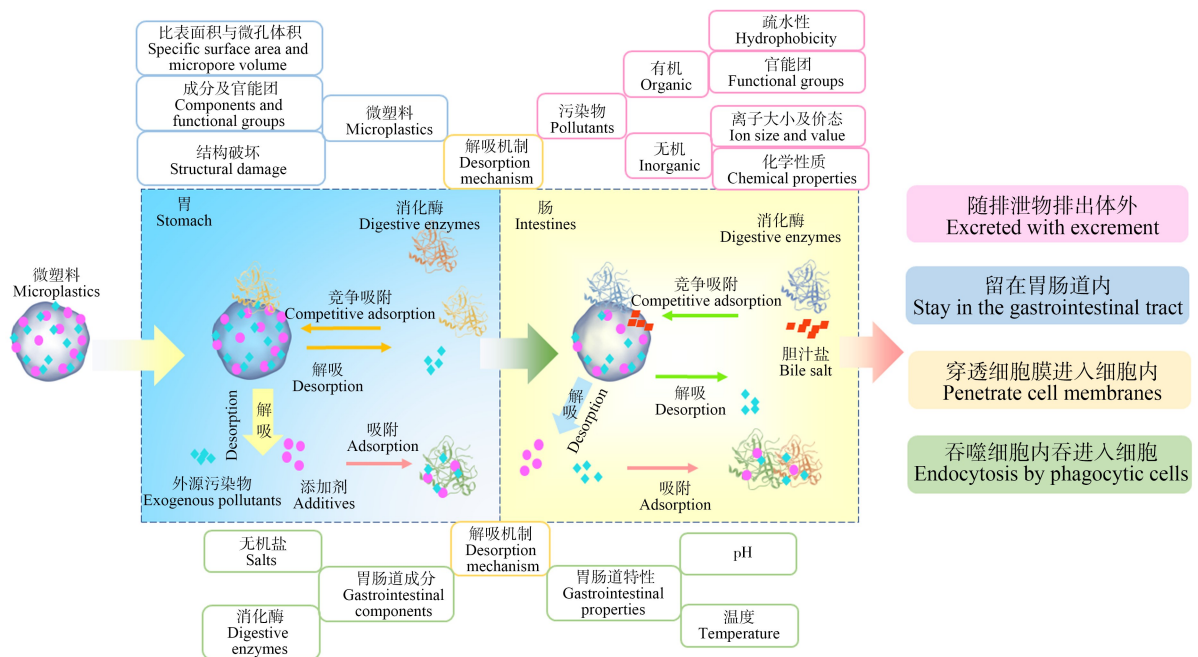 比表面积与微孔体积
Specific surface area and
micropore volume
成分及官能团
Components and
functional groups
结构破坏
Structural damage
微塑料
Microplastics
解吸机制
Desorption
mechanism
污染物
Pollutants
有机
Organic
无机
Inorganic
疏水性
Hydrophobicity
官能团
Functional groups
离子大小及价态
Ion size and value
化学性质
Chemical properties
微塑料
Microplastics
胃
Stomach
消化酶
Digestive enzymes
竞争吸附
Competitive adsorption
解吸
Desorption
Desorption
解
吸
吸附
Adsorption
外源污染物
Exogenous pollutants
添加剂
Additives
肠
Intestines
消化酶
Digestive enzymes
竞争吸附
Competitive adsorption
胆汁盐
Bile salt
解吸
Desorption
解吸
Desorption
吸附
Adsorption
随排泄物排出体外
Excreted with excrement
留在胃肠道内
Stay in the gastrointestinal tract
穿透细胞膜进入细胞内
Penetrate cell membranes
吞噬细胞内吞进入细胞
Endocytosis by phagocytic cells
无机盐
Salts
消化酶
Digestive
enzymes
胃肠道成分
Gastrointestinal
components
解吸机制
Desorption
mechanism
胃肠道特性
Gastrointestinal
properties
pH
温度
Temperature